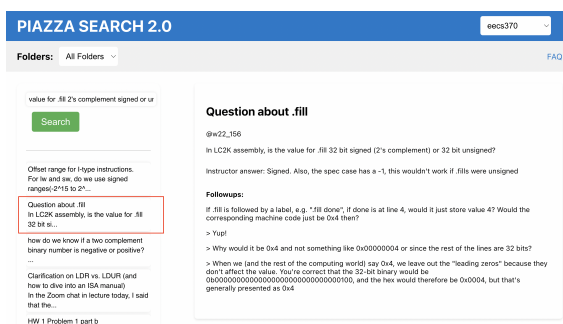 PIAZZA SEARCH 2.0
eecs370
Folders:
All Folders
FAQ
value for .fill 2's complement signed or ur
Search
Offset range for I-type instructions.
For lw and sw, do we use signed
ranges(-2^15 to 2^...
Question about .fill
In LC2K assembly, is the value for .fill
32 bit si...
how do we know if a two complement
binary number is negative or positive?
...
Clarification on LDR vs. LDUR (and
how to dive into an ISA manual)
In the Zoom chat in lecture today, I said
that the...
HW 1 Problem 1 part b
Question about .fill
@w22_156
In LC2K assembly, is the value for .fill 32 bit signed (2's complement) or 32 bit unsigned?
Instructor answer: Signed. Also, the spec case has a -1, this wouldn't work if .fills were unsigned
Followups:
If .fill is followed by a label, e.g. ".fill done", if done is at line 4, would it just store value 4? Would the
corresponding machine code just be 0x4 then?
> Yup!
> Why would it be 0x4 and not something like 0x00000004 or since the rest of the lines are 32 bits?
> When we (and the rest of the computing world) say 0x4, we leave out the "leading zeros" because they
don't affect the value. You're correct that the 32-bit binary would be
0b00000000000000000000000000000100, and the hex would therefore be 0x0004, but that's
generally presented as 0x4